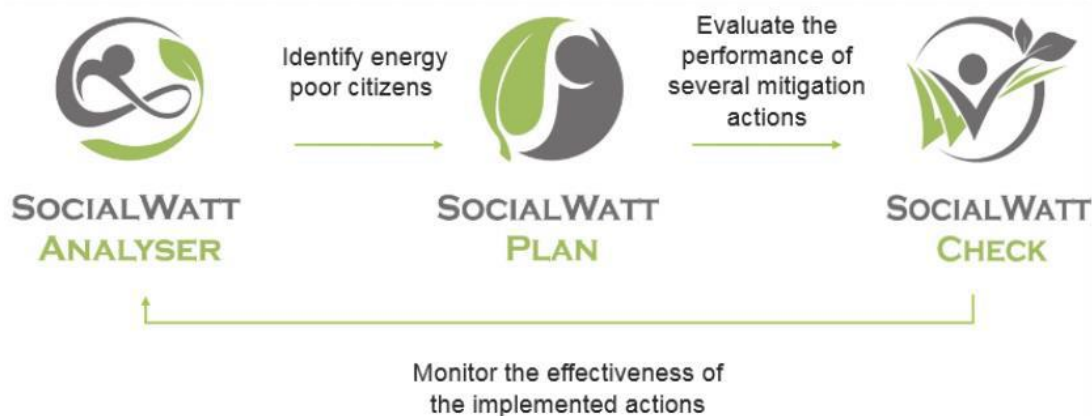 Identify energy
poor citizens
Evaluate the
performance of
several mitigation
actions
SOCIALWATT
ANALYSER
SOCIALWATT
PLAN
SOCIALWATT
CHECK
Monitor the effectiveness of
the implemented actions